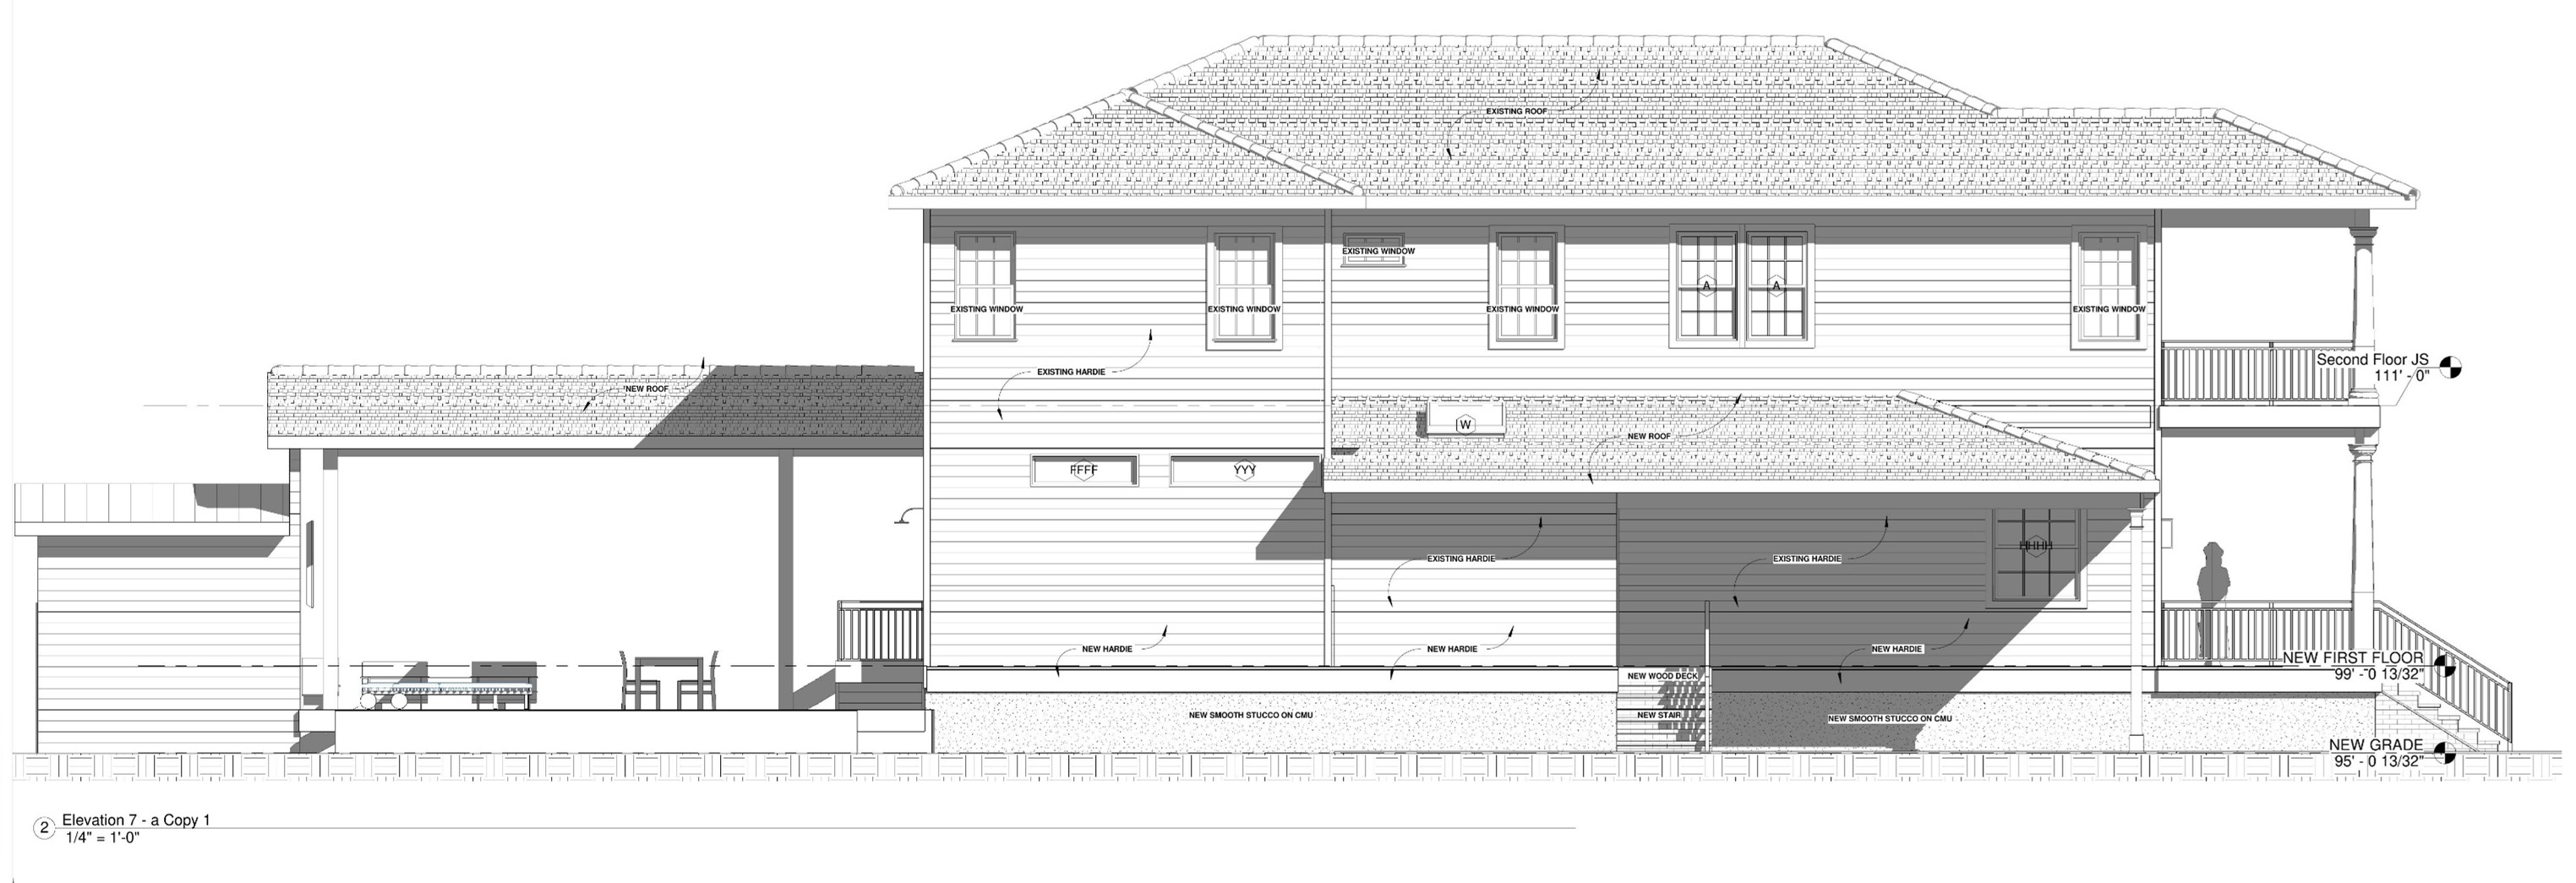 EXISTING ROOF
EXISTING WINDOW
EXISTING WINDOW
EXISTING WINDOW
EXISTING WINDOW
EXISTING WINDOW
A
A
EXISTING HARDIE
Second Floor JS
111' - 0"
NEW ROOF
W
NEW ROOF
FFFF
YYY
EXISTING HARDIE
EXISTING HARDIE
HHH
NEW HARDIE
NEW HARDIE
NEW HARDIE
NEW FIRST FLOOR
99' - 0 13/32"
NEW WOOD DECK
NEW SMOOTH STUCCO ON CMU
NEW STAIR
NEW SMOOTH STUCCO ON CMU
NEW GRADE
95' - 0 13/32"
2
Elevation 7 - a Copy 1
1/4" = 1'-0"